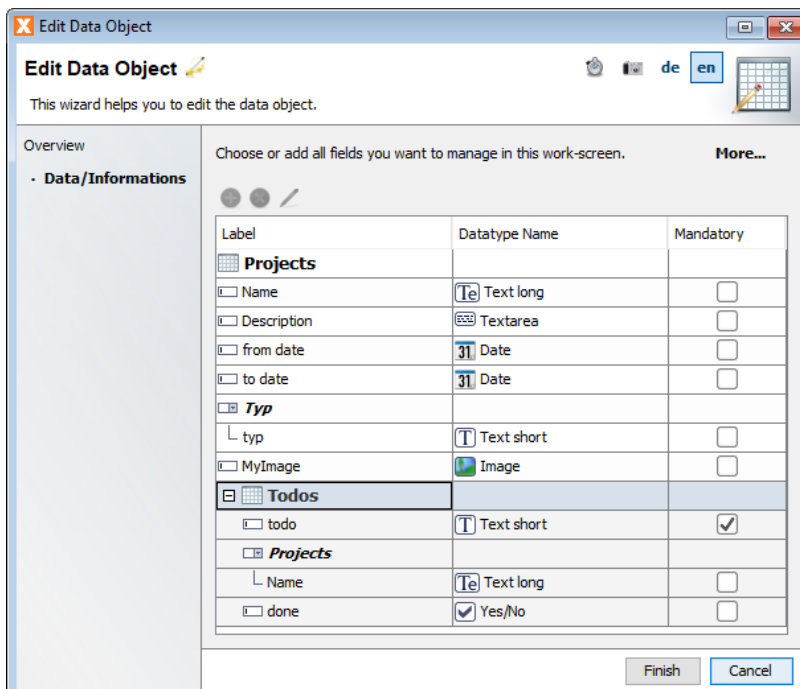 Edit Data Object
Edit Data Object
de en
This wizard helps you to edit the data object.
Overview
· Data/Informations
Choose or add all fields you want to manage in this work-screen. More...
Label Datatype Name Mandatory
Projects
Name Te Text long
Description Textarea
from date 31 Date
to date 31 Date
Typ
typ T Text short
MyImage Image
Todos
todo T Text short
Projects
Name Te Text long
done Yes/No
Finish Cancel